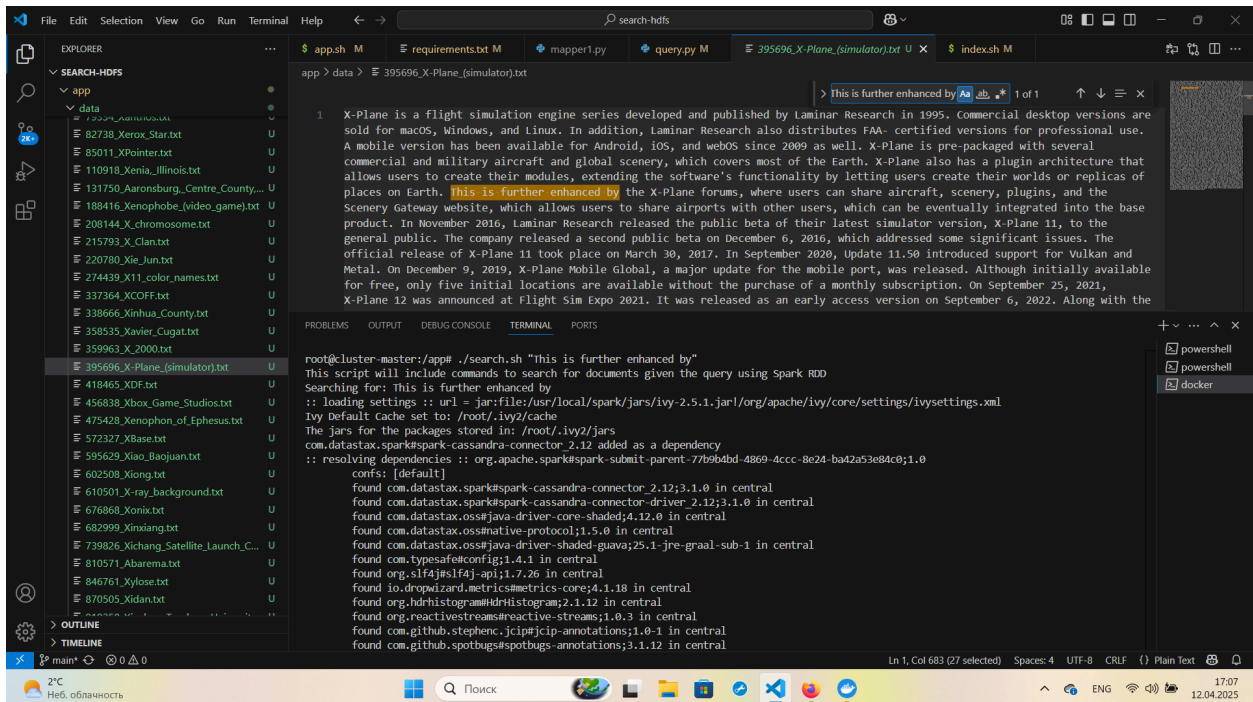 File Edit Selection View Go Run Terminal Help
search-hdfs
EXPLORER
SEARCH-HDFS
app
data
79354_Xanthos.txt U
82738_Xerox_Star.txt U
85011_XPointer.txt U
110918_Xenia,_Illinois.txt U
131750_Aaronsburg,_Centre_County,... U
188416_Xenophobe_(video_game).txt U
208144_X_chromosome.txt U
215793_X_Clan.txt U
220780_Xie_Jun.txt U
274439_X11_color_names.txt U
337364_XCOFF.txt U
338666_Xinhua_County.txt U
358535_Xavier_Cugat.txt U
359963_X_2000.txt U
395696_X-Plane_(simulator).txt U
418465_XDF.txt U
456838_Xbox_Game_Studios.txt U
475428_Xenophon_of_Ephesus.txt U
572327_XBase.txt U
595629_Xiao_Baojuan.txt U
602508_Xiong.txt U
610501_X-ray_background.txt U
676868_Xonix.txt U
682999_Xinxiang.txt U
739826_Xichang_Satellite_Launch_C... U
810571_Abarema.txt U
846761_Xylose.txt U
870505_Xidan.txt U
OUTLINE
TIMELINE
2K+
$ app.sh M requirements.txt M mapper1.py query.py M 395696_X-Plane_(simulator).txt U $ index.sh M
app > data > 395696_X-Plane_(simulator).txt
This is further enhanced by Aa ab .* 1 of 1
1 X-Plane is a flight simulation engine series developed and published by Laminar Research in 1995. Commercial desktop versions are
sold for macOS, Windows, and Linux. In addition, Laminar Research also distributes FAA- certified versions for professional use.
A mobile version has been available for Android, iOS, and webOS since 2009 as well. X-Plane is pre-packaged with several
commercial and military aircraft and global scenery, which covers most of the Earth. X-Plane also has a plugin architecture that
allows users to create their modules, extending the software's functionality by letting users create their worlds or replicas of
places on Earth. This is further enhanced by the X-Plane forums, where users can share aircraft, scenery, plugins, and the
Scenery Gateway website, which allows users to share airports with other users, which can be eventually integrated into the base
product. In November 2016, Laminar Research released the public beta of their latest simulator version, X-Plane 11, to the
general public. The company released a second public beta on December 6, 2016, which addressed some significant issues. The
official release of X-Plane 11 took place on March 30, 2017. In September 2020, Update 11.50 introduced support for Vulkan and
Metal. On December 9, 2019, X-Plane Mobile Global, a major update for the mobile port, was released. Although initially available
for free, only five initial locations are available without the purchase of a monthly subscription. On September 25, 2021,
X-Plane 12 was announced at Flight Sim Expo 2021. It was released as an early access version on September 6, 2022. Along with the
PROBLEMS OUTPUT DEBUG CONSOLE TERMINAL PORTS
root@cluster-master:/app# ./search.sh "This is further enhanced by"
This script will include commands to search for documents given the query using Spark RDD
Searching for: This is further enhanced by
:: loading settings :: url = jar:file:/usr/local/spark/jars/ivy-2.5.1.jar!/org/apache/ivy/core/settings/ivysettings.xml
Ivy Default Cache set to: /root/.ivy2/cache
The jars for the packages stored in: /root/.ivy2/jars
com.datastax.spark#spark-cassandra-connector_2.12 added as a dependency
:: resolving dependencies :: org.apache.spark#spark-submit-parent-77b9b4bd-4869-4ccc-8e24-ba42a53e84c0;1.0
confs: [default]
found com.datastax.spark#spark-cassandra-connector_2.12;3.1.0 in central
found com.datastax.spark#spark-cassandra-connector-driver_2.12;3.1.0 in central
found com.datastax.oss#java-driver-core-shaded;4.12.0 in central
found com.datastax.oss#native-protocol;1.5.0 in central
found com.datastax.oss#java-driver-shaded-guava;25.1-jre-graal-sub-1 in central
found com.typesafe#config;1.4.1 in central
found org.slf4j#slf4j-api;1.7.26 in central
found io.dropwizard.metrics#metrics-core;4.1.18 in central
found org.hdrhistogram#HdrHistogram;2.1.12 in central
found org.reactivestreams#reactive-streams;1.0.3 in central
found com.github.stephenc.jcip#jcip-annotations;1.0-1 in central
found com.github.spotbugs#spotbugs-annotations;3.1.12 in central
powershell
powershell
docker
main* 0 0
Ln 1, Col 683 (27 selected) Spaces: 4 UTF-8 CRLF {} Plain Text
2°C
Неб. облачность
Поиск
ENG
17:07
12.04.2025